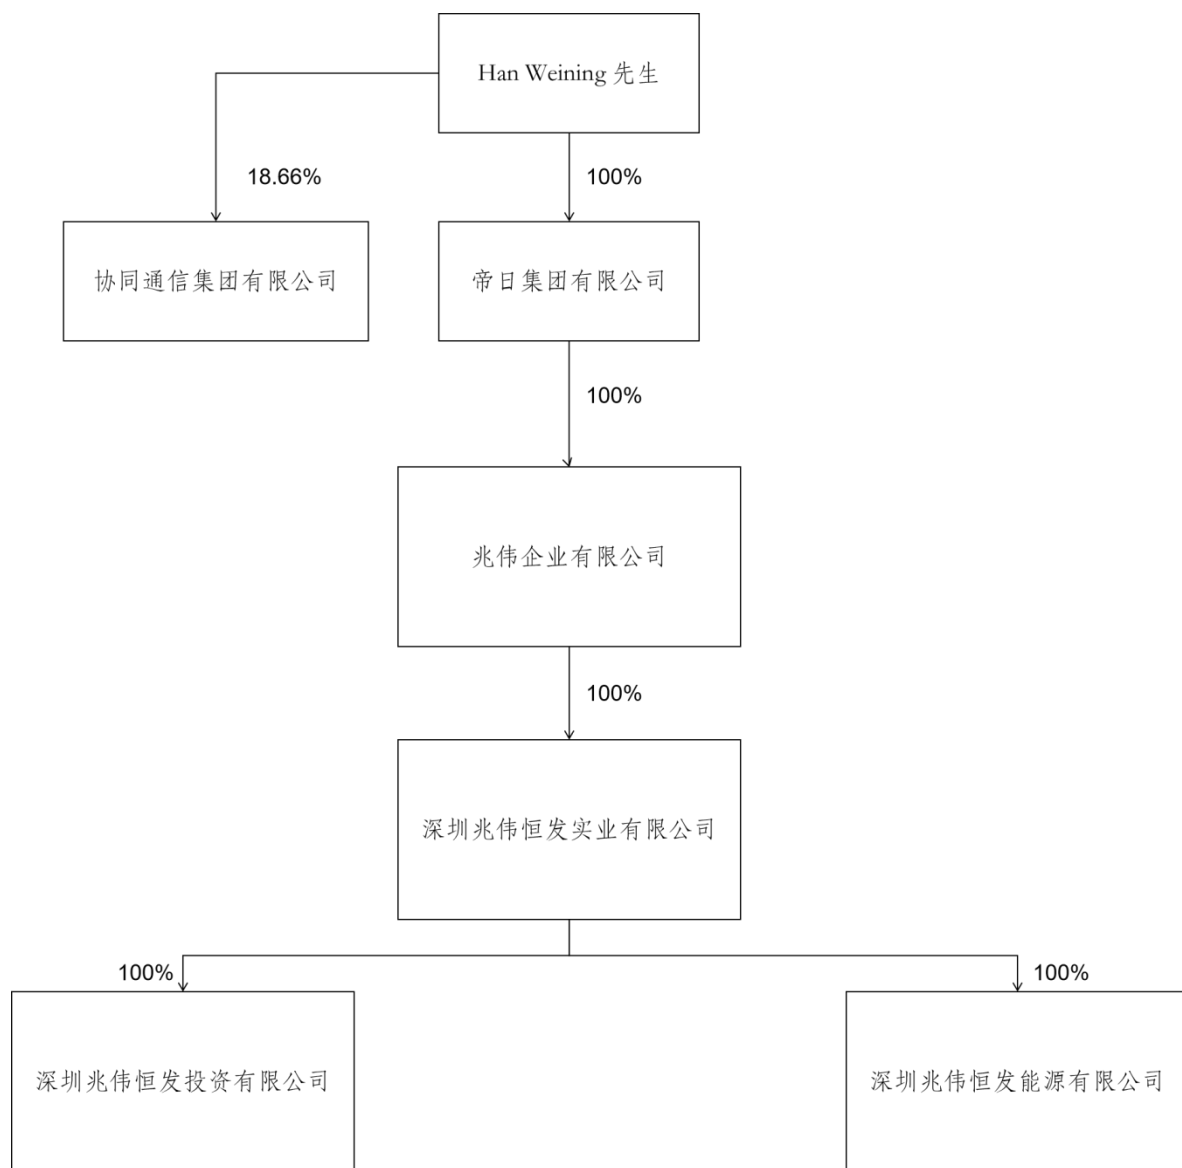 Han Weining 先生
18.66%
100%
协同通信集团有限公司
帝日集团有限公司
100%
兆伟企业有限公司
100%
深圳兆伟恒发实业有限公司
100%
100%
深圳兆伟恒发投资有限公司
深圳兆伟恒发能源有限公司